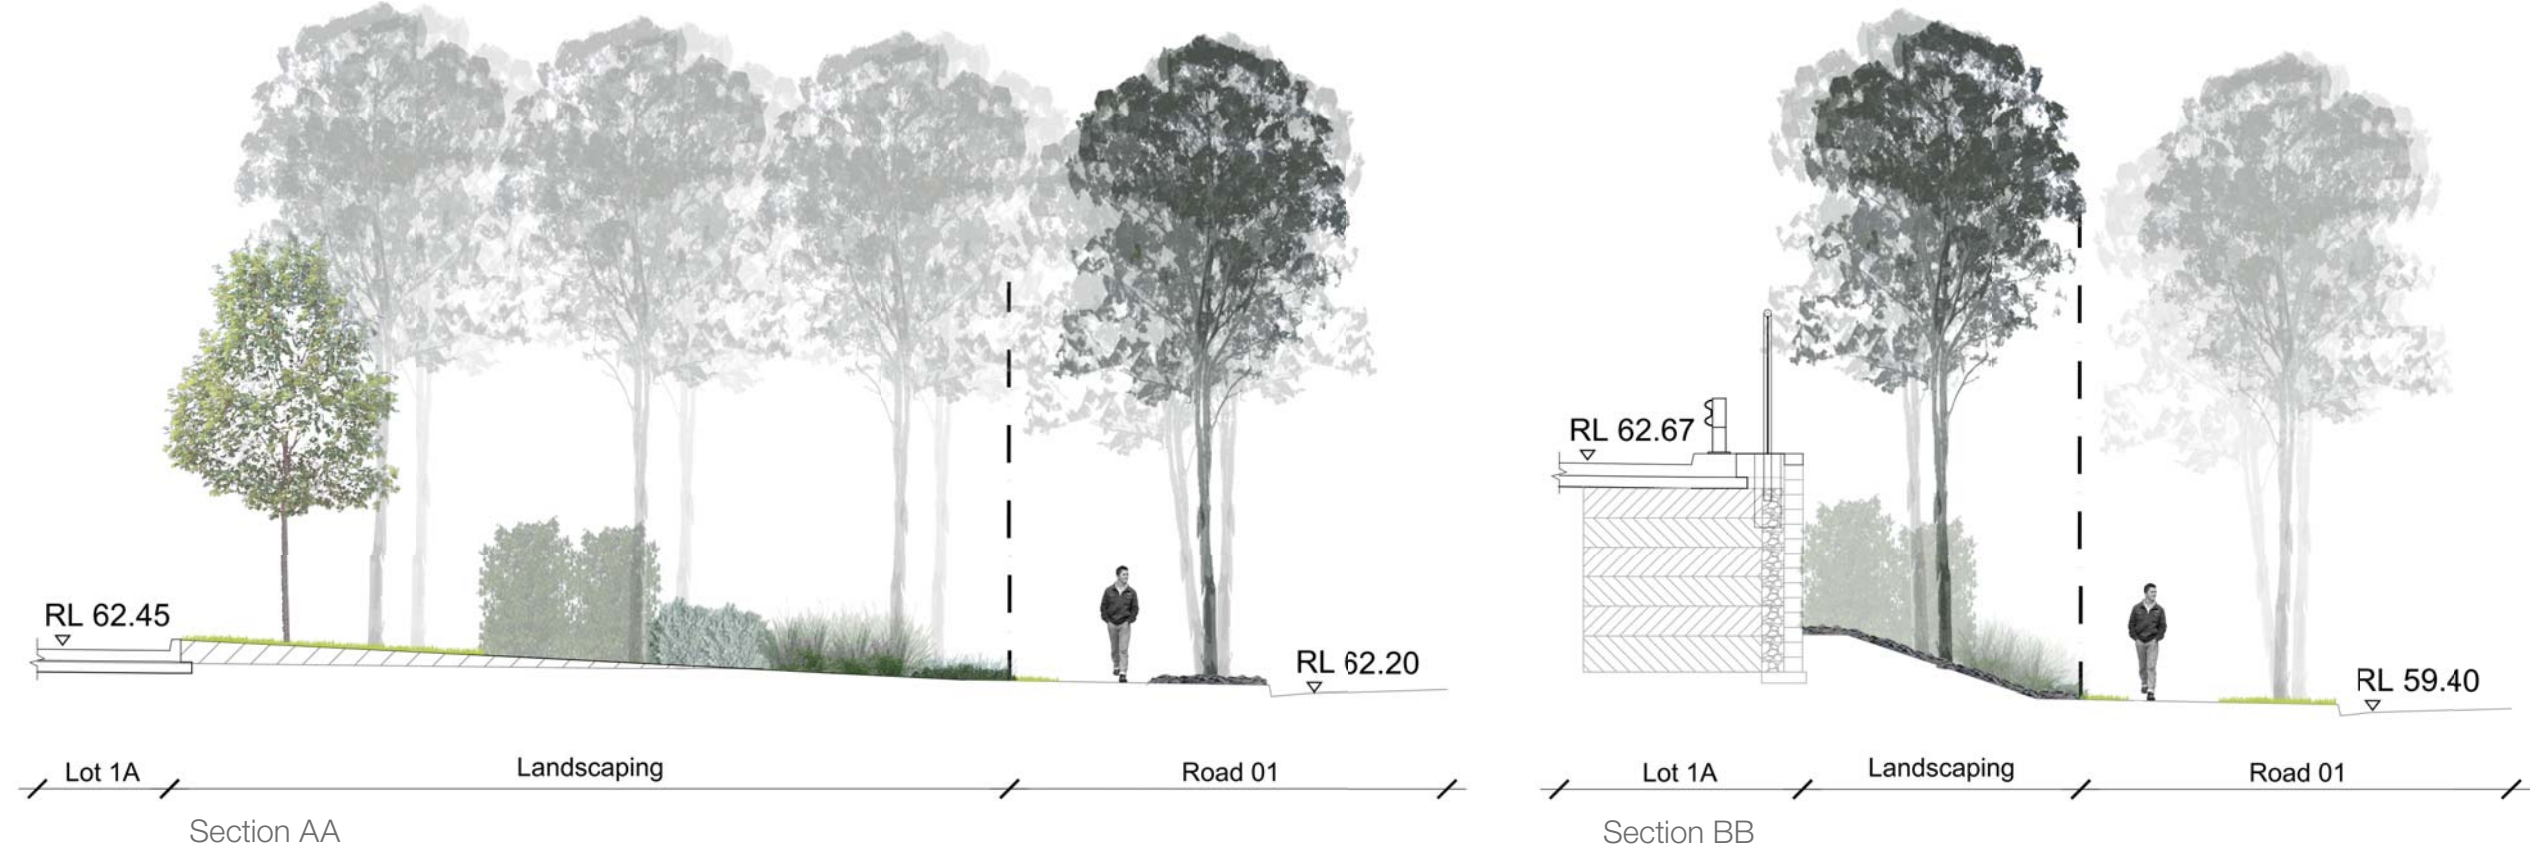 RL 62.45
RL 62.20
Lot 1A
Landscaping
Road 01
Section AA
RL 62.67
RL 59.40
Lot 1A
Landscaping
Road 01
Section BB